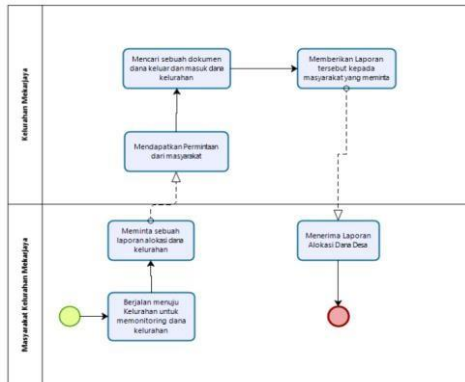 Kelurahan Mekarjaya
Mencari sebuah dokumen
dana keluar dan masuk dana
kelurahan
Memberikan Laporan
tersebut kepada
masyarakat yang meminta
Mendapatkan Permintaan
dari masyarakat
Masyarakat Kelurahan Mekarjaya
Meminta sebuah
laporan alokasi dana
kelurahan
Menerima Laporan
Alokasi Dana Desa
Berjalan menuju
Kelurahan untuk
memonitoring dana
kelurahan